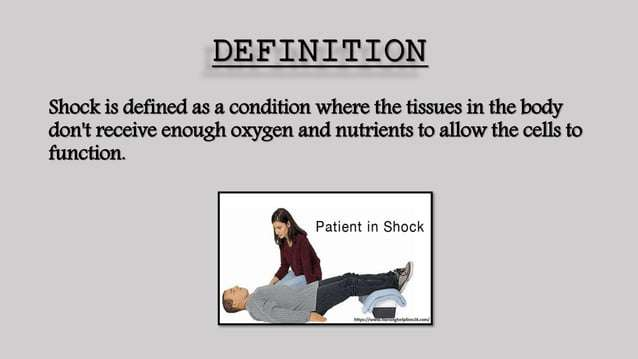 DEFINITION
Shock is defined as a condition where the tissues in the body
don't receive enough oxygen and nutrients to allow the cells to
function.
Patient in Shock